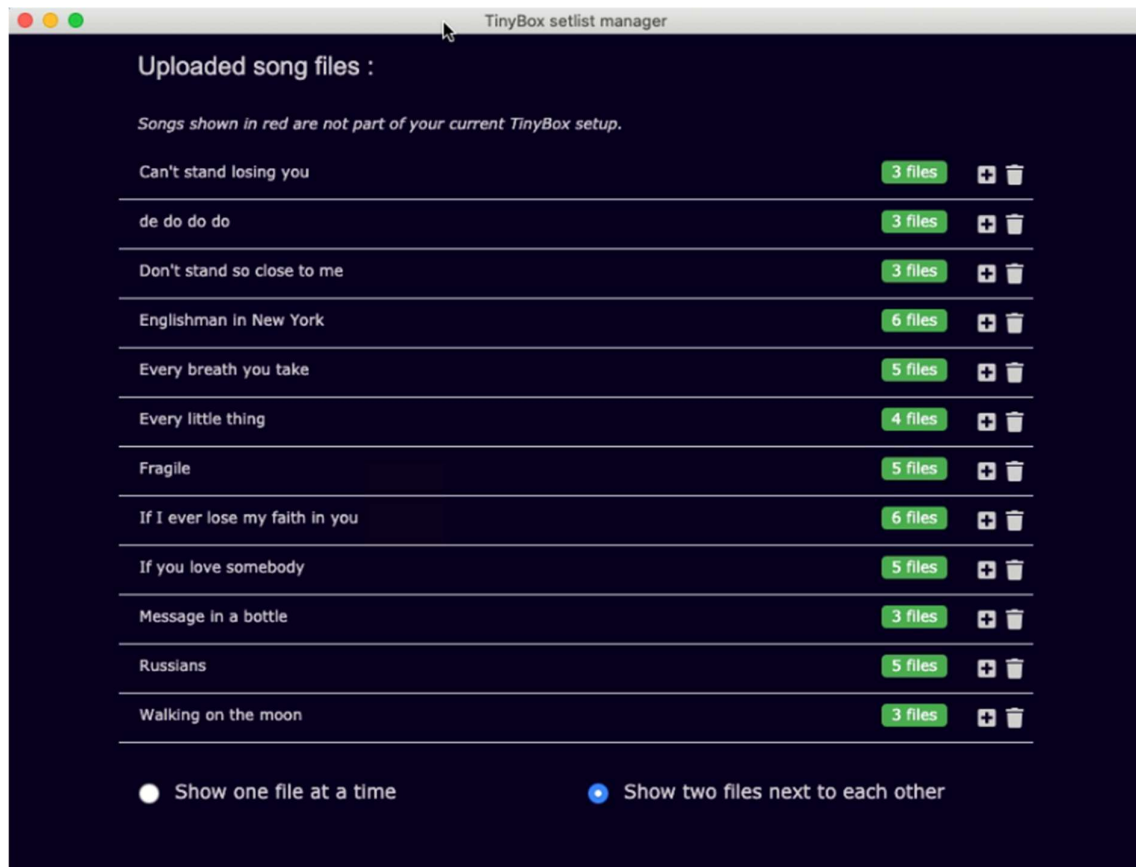 TinyBox setlist manager
Uploaded song files :
Songs shown in red are not part of your current TinyBox setup.
Can't stand losing you 3 files
de do do do 3 files
Don't stand so close to me 3 files
Englishman in New York 6 files
Every breath you take 5 files
Every little thing 4 files
Fragile 5 files
If I ever lose my faith in you 6 files
If you love somebody 5 files
Message in a bottle 3 files
Russians 5 files
Walking on the moon 3 files
Show one file at a time Show two files next to each other